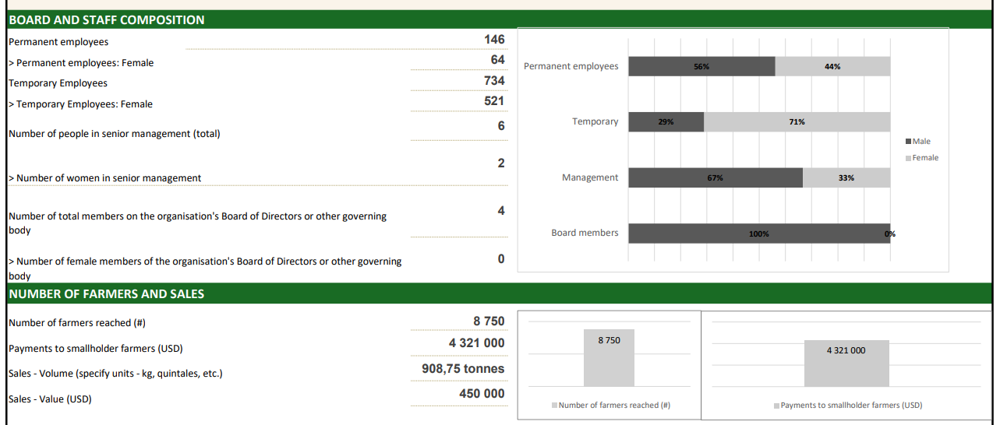 BOARD AND STAFF COMPOSITION
Permanent employees 146
> Permanent employees: Female 64
Temporary Employees 734
> Temporary Employees: Female 521
Number of people in senior management (total) 6
> Number of women in senior management 2
Number of total members on the organisation's Board of Directors or other governing 4
body
> Number of female members of the organisation's Board of Directors or other governing 0
body
Permanent employees 56% 44%
Temporary 29% 71%
Management 67% 33%
Board members 100% 0%
Male
Female
NUMBER OF FARMERS AND SALES
Number of farmers reached (#) 8 750
Payments to smallholder farmers (USD) 4 321 000
Sales - Volume (specify units - kg, quintales, etc.) 908,75 tonnes
Sales - Value (USD) 450 000
8 750
Number of farmers reached (#)
4 321 000
Payments to smallholder farmers (USD)